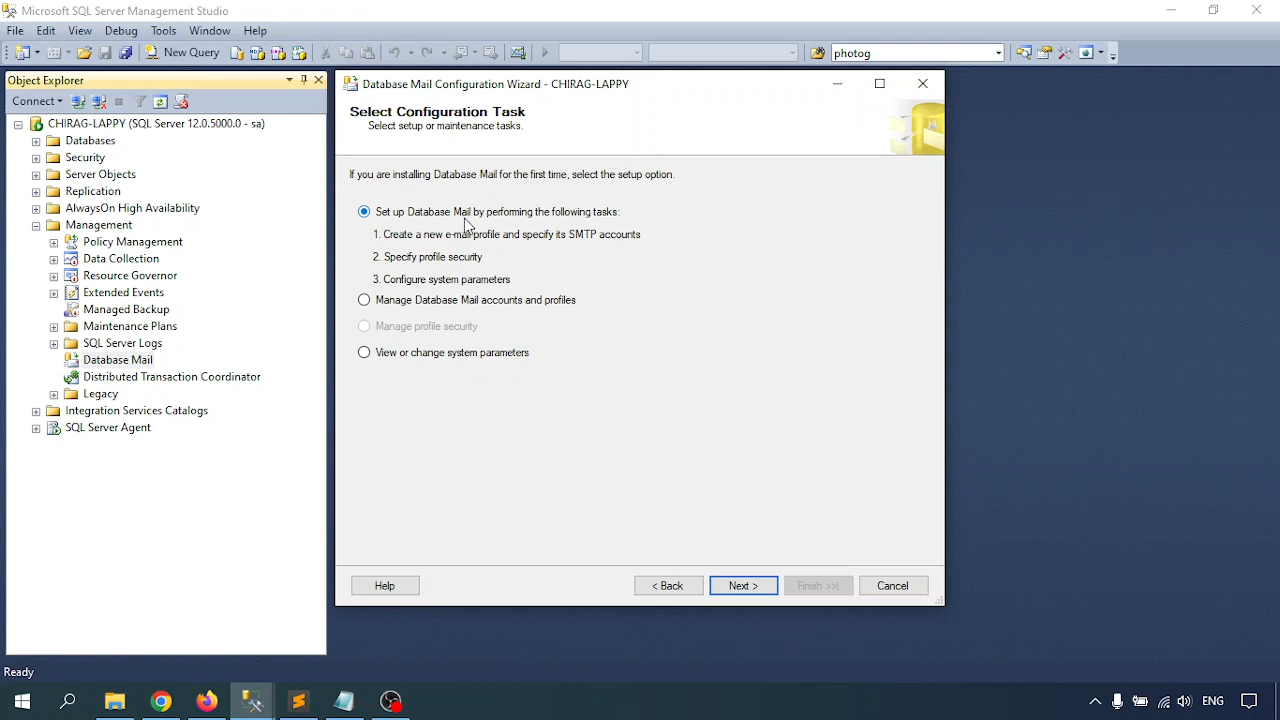 Microsoft SQL Server Management Studio
File Edit View Debug Tools Window Help
New Query
photog
Object Explorer
Connect
CHIRAG-LAPPY (SQL Server 12.0.5000.0 - sa)
Databases
Security
Server Objects
Replication
AlwaysOn High Availability
Management
Policy Management
Data Collection
Resource Governor
Extended Events
Managed Backup
Maintenance Plans
SQL Server Logs
Database Mail
Distributed Transaction Coordinator
Legacy
Integration Services Catalogs
SQL Server Agent
Database Mail Configuration Wizard - CHIRAG-LAPPY
Select Configuration Task
Select setup or maintenance tasks.
If you are installing Database Mail for the first time, select the setup option.
Set up Database Mail by performing the following tasks:
1. Create a new e-mail profile and specify its SMTP accounts
2. Specify profile security
3. Configure system parameters
Manage Database Mail accounts and profiles
Manage profile security
View or change system parameters
Help
< Back
Next >
Finish >>|
Cancel
Ready
ENG